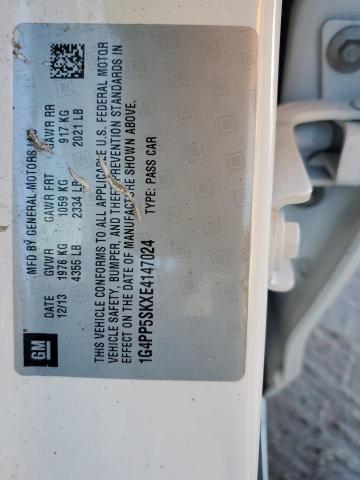 GM
MFD BY GENERAL MOTORS
DATE GVWR GAWR FRT GAWR RR
12/13 1976 KG 1059 KG 917 KG
4355 LB 2334 LB 2021 LB
THIS VEHICLE CONFORMS TO ALL APPLICABLE U.S. FEDERAL MOTOR
VEHICLE SAFETY, BUMPER, AND THEFT PREVENTION STANDARDS IN
EFFECT ON THE DATE OF MANUFACTURE SHOWN ABOVE.
TYPE: PASS CAR
1G4PP5SKXE4147024